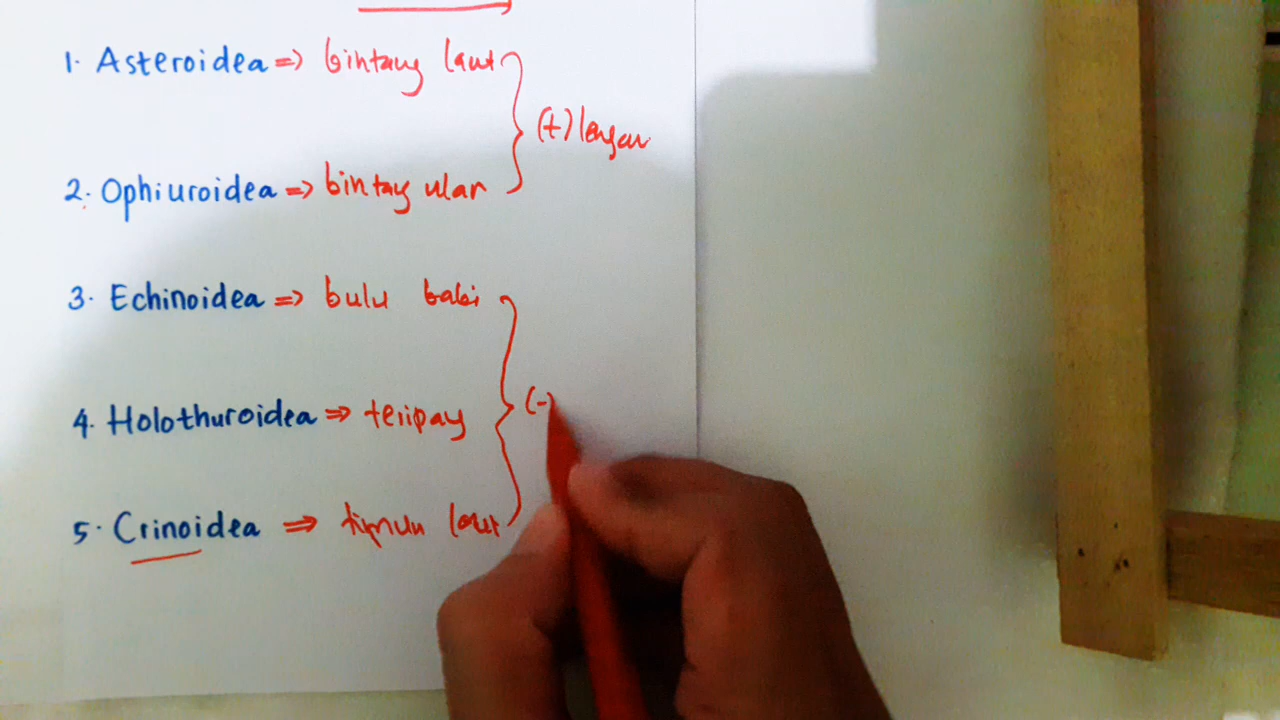 1. Asteroidea => bintang laut
(+) lengan
2. Ophiuroidea => bintang ular
3. Echinoidea => bulu babi
4. Holothuroidea => teripang
(-)
5. Crinoidea => timun laut